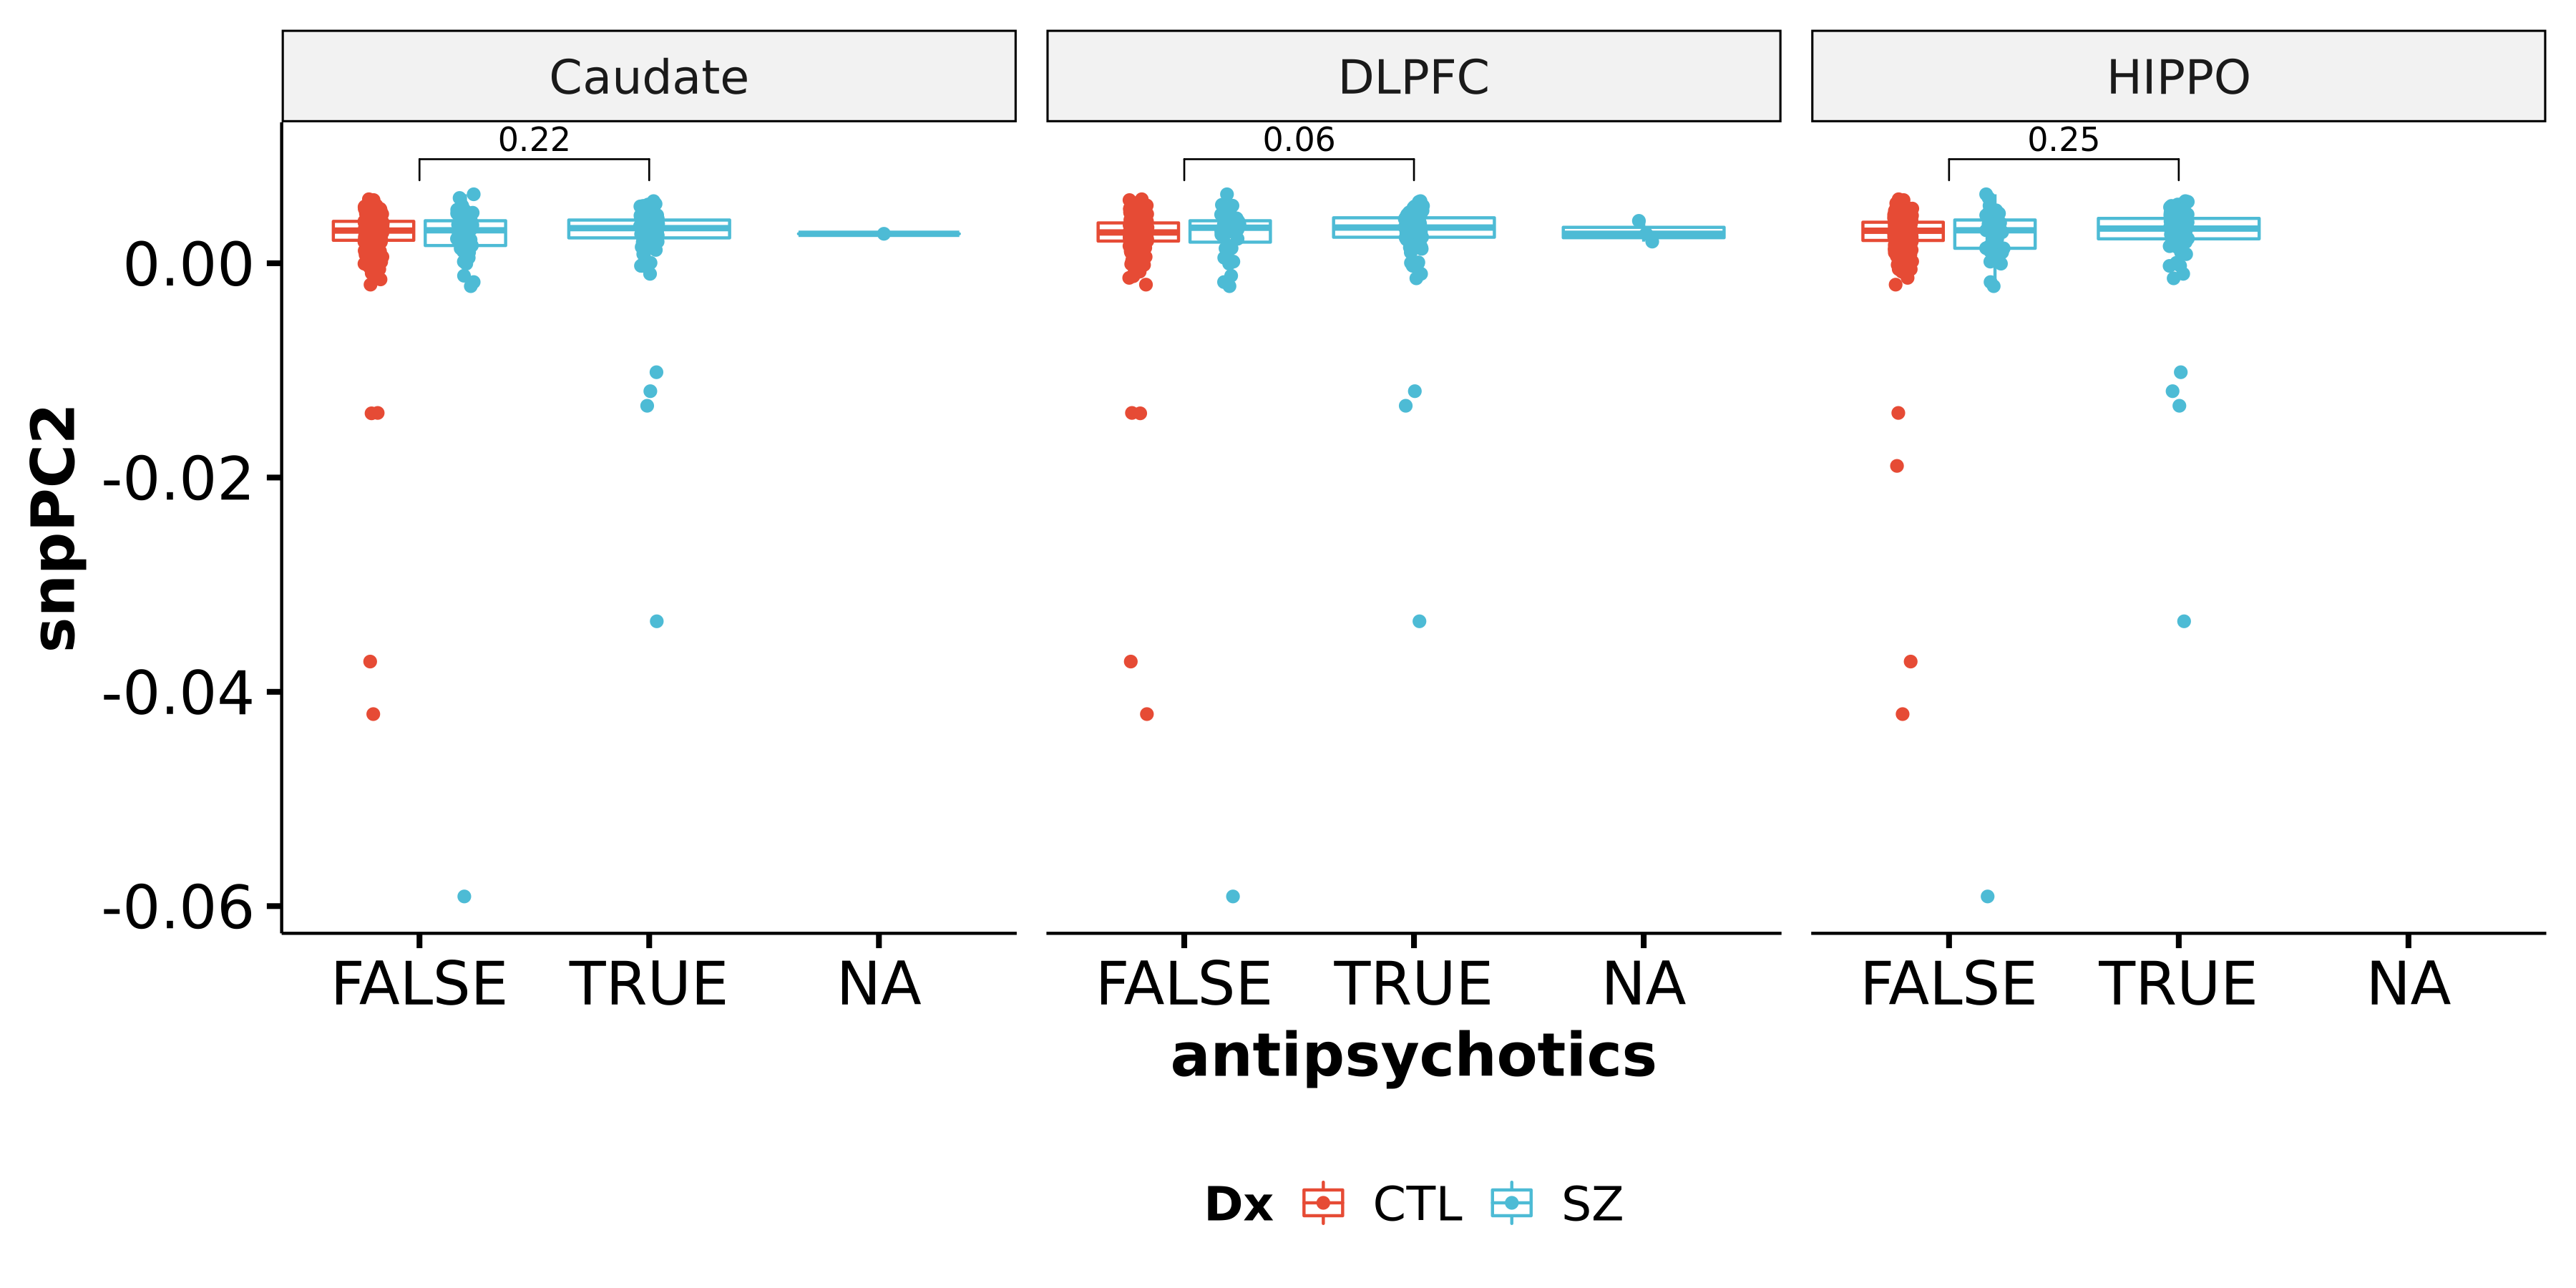 Caudate DLPFC HIPPO
0.22 0.06 0.25
0.00
-0.02
-0.04
-0.06
snpPC2
FALSE TRUE NA FALSE TRUE NA FALSE TRUE NA
antipsychotics
Dx CTL SZ